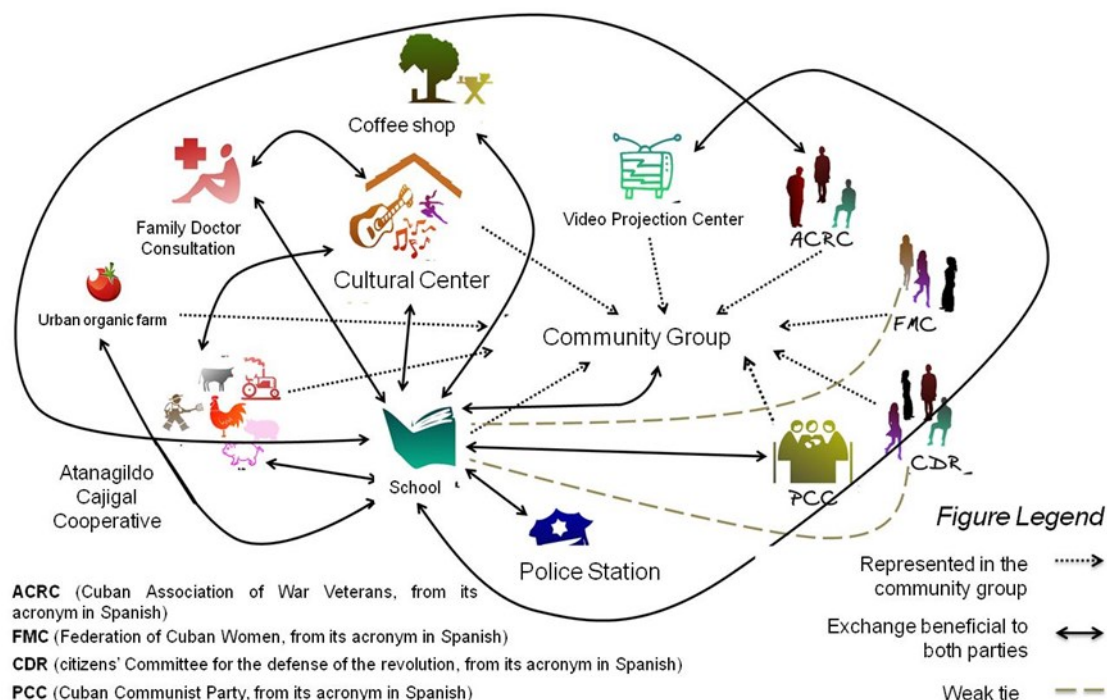 Coffee shop
Family Doctor
Consultation
Video Projection Center
ACRC
Cultural Center
FMC
Urban organic farm
Community Group
CDR_
Atanagildo
Cajigal
Cooperative
School
PCC
Police Station
Figure Legend
Represented in the
community group
Exchange beneficial to
both parties
Weak tie
ACRC (Cuban Association of War Veterans, from its
acronym in Spanish)
FMC (Federation of Cuban Women, from its acronym in Spanish)
CDR (citizens' Committee for the defense of the revolution, from its acronym in Spanish)
PCC (Cuban Communist Party, from its acronym in Spanish)